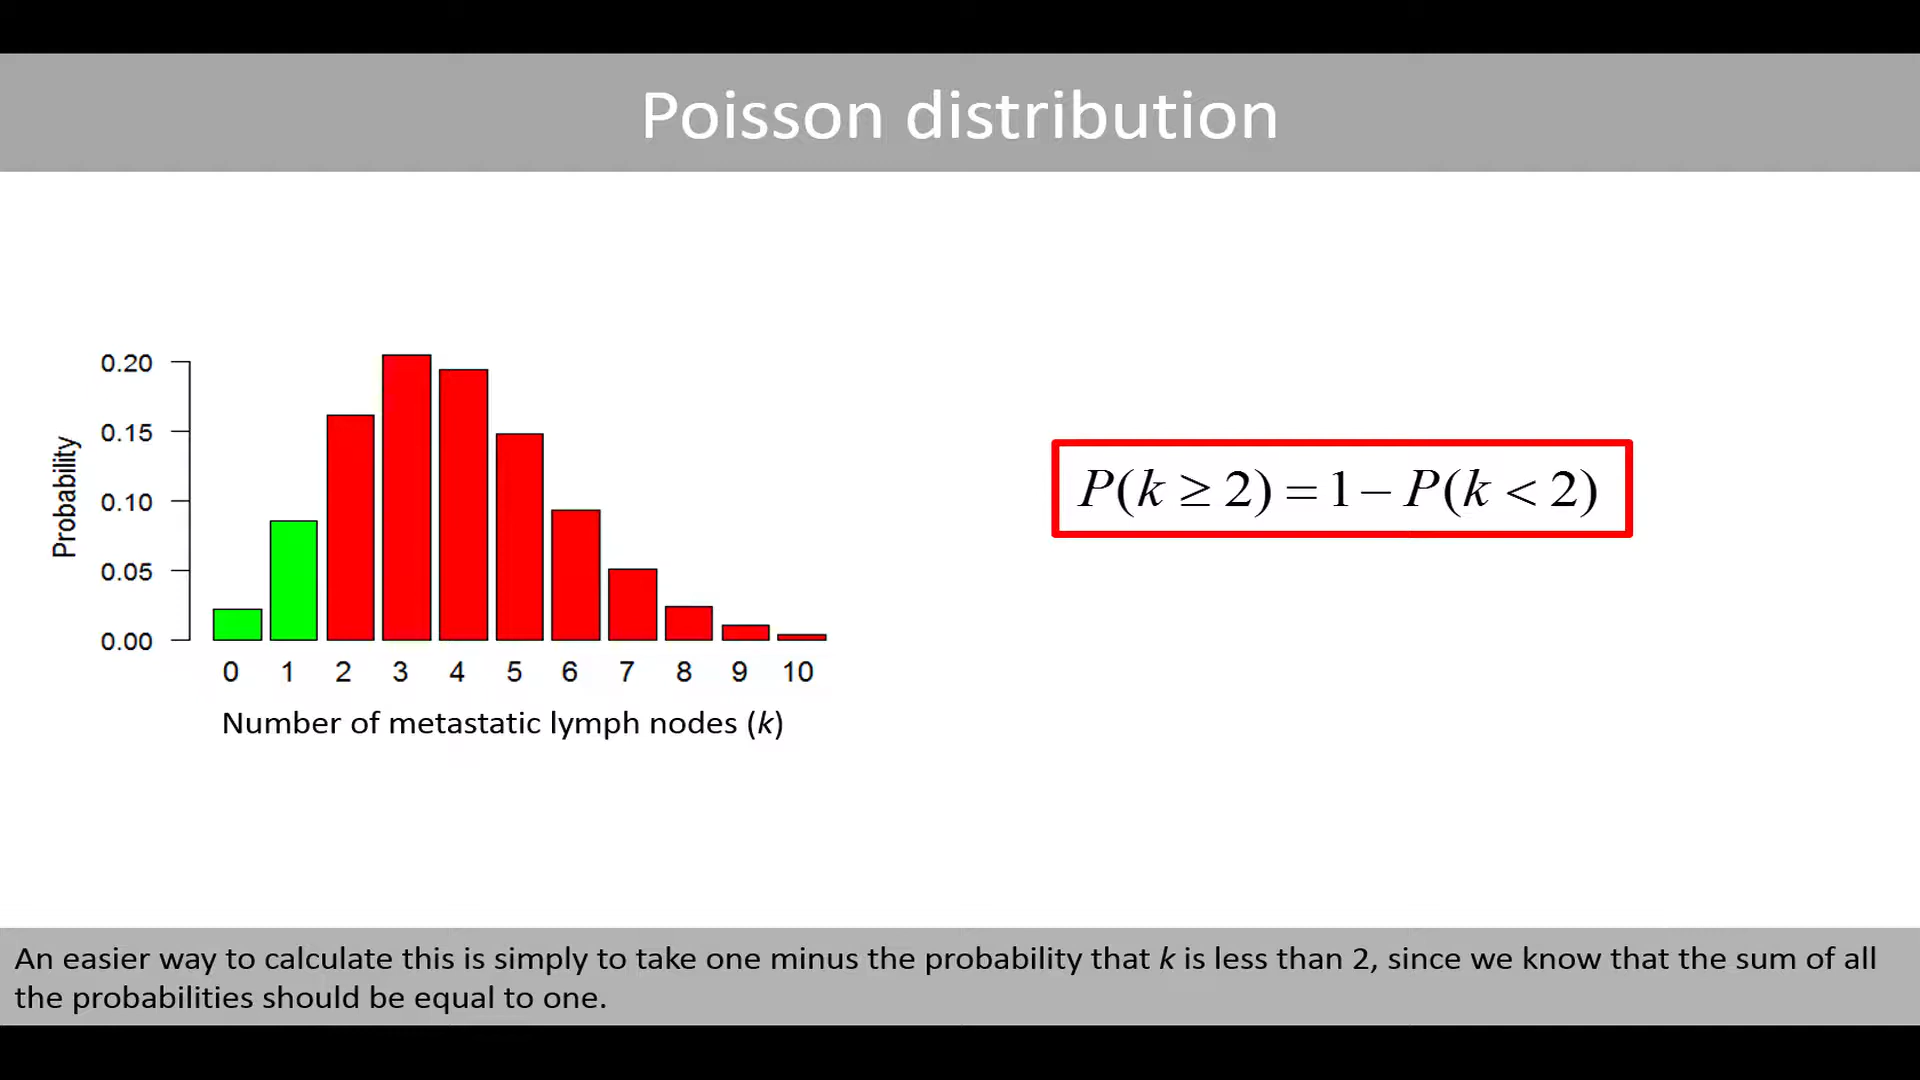 Poisson distribution
0.20
0.15
0.10
0.05
0.00
Probability
0 1 2 3 4 5 6 7 8 9 10
Number of metastatic lymph nodes (k)
P(k ≥ 2) = 1 − P(k < 2)
An easier way to calculate this is simply to take one minus the probability that k is less than 2, since we know that the sum of all
the probabilities should be equal to one.